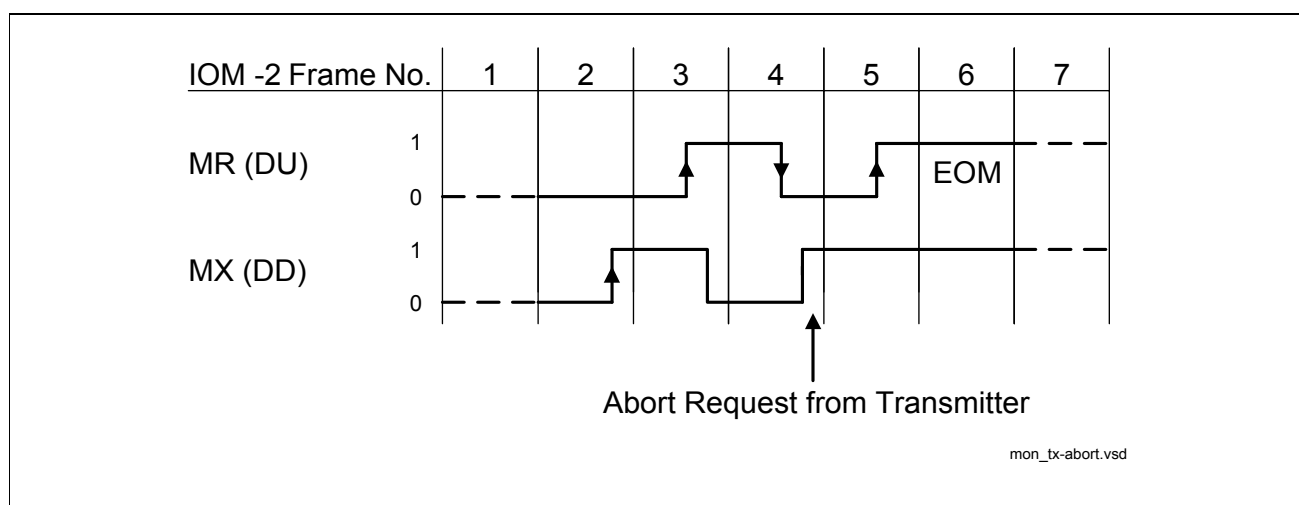 IOM -2 Frame No. 1 2 3 4 5 6 7
1
MR (DU)
EOM
0
1
MX (DD)
0
Abort Request from Transmitter
mon_tx-abort.vsd